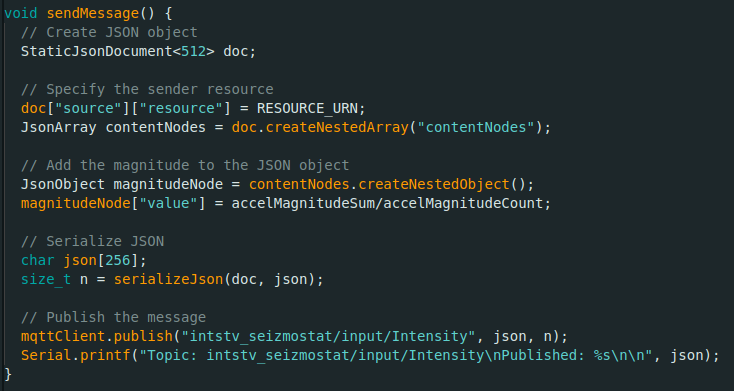 void sendMessage() {
  // Create JSON object
  StaticJsonDocument<512> doc;

  // Specify the sender resource
  doc["source"]["resource"] = RESOURCE_URN;
  JsonArray contentNodes = doc.createNestedArray("contentNodes");

  // Add the magnitude to the JSON object
  JsonObject magnitudeNode = contentNodes.createNestedObject();
  magnitudeNode["value"] = accelMagnitudeSum/accelMagnitudeCount;

  // Serialize JSON
  char json[256];
  size_t n = serializeJson(doc, json);

  // Publish the message
  mqttClient.publish("intstv_seizmostat/input/Intensity", json, n);
  Serial.printf("Topic: intstv_seizmostat/input/Intensity\nPublished: %s\n\n", json);
}